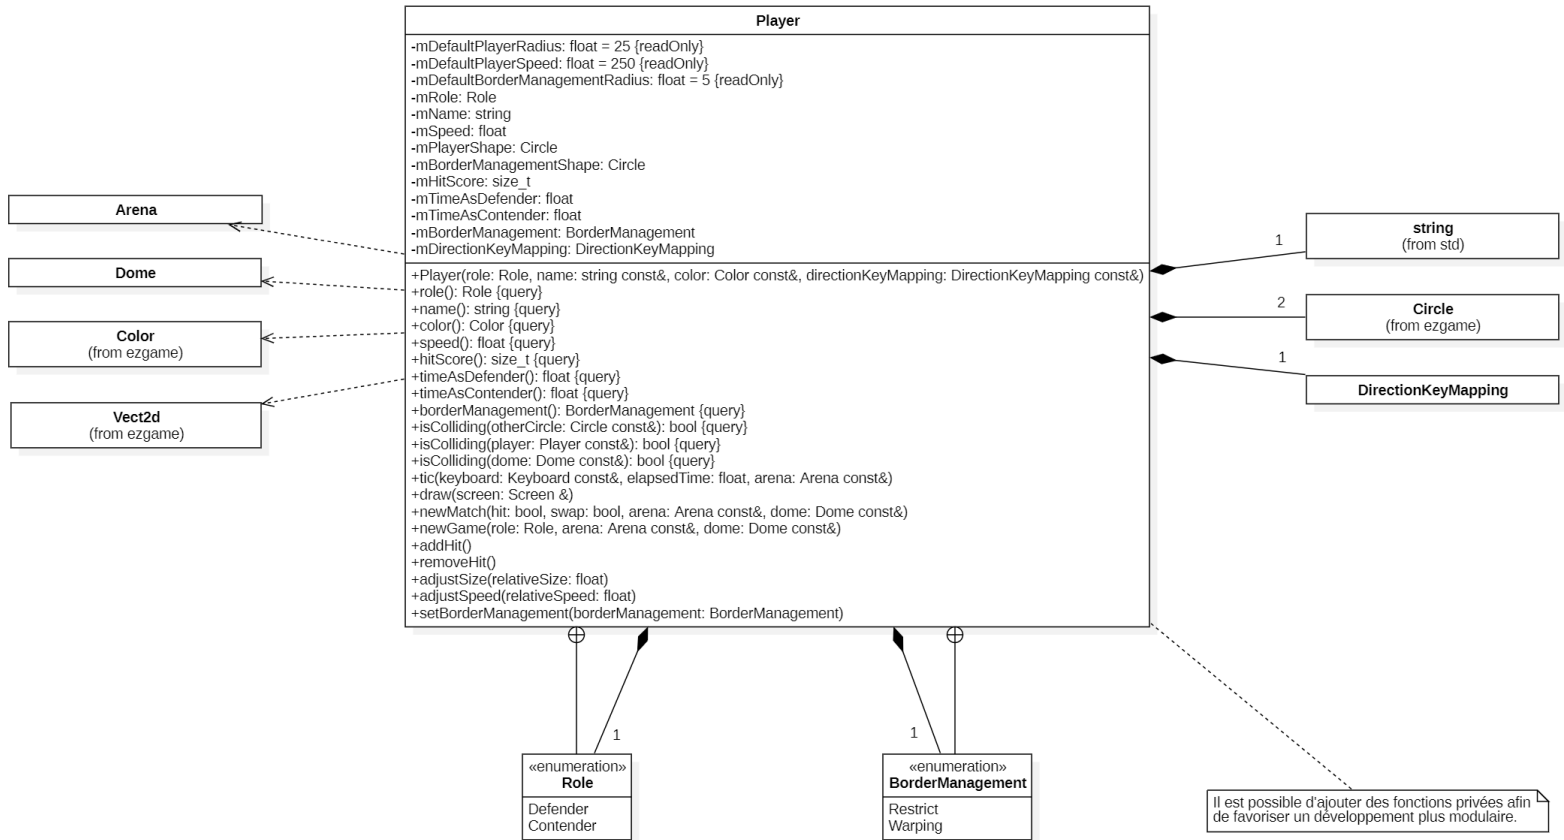 Player
-mDefaultPlayerRadius: float = 25 {readOnly}
-mDefaultPlayerSpeed: float = 250 {readOnly}
-mDefaultBorderManagementRadius: float = 5 {readOnly}
-mRole: Role
-mName: string
-mSpeed: float
-mPlayerShape: Circle
-mBorderManagementShape: Circle
-mHitScore: size_t
-mTimeAsDefender: float
-mTimeAsContender: float
-mBorderManagement: BorderManagement
-mDirectionKeyMapping: DirectionKeyMapping
+Player(role: Role, name: string const&, color: Color const&, directionKeyMapping: DirectionKeyMapping const&)
+role(): Role {query}
+name(): string {query}
+color(): Color {query}
+speed(): float {query}
+hitScore(): size_t {query}
+timeAsDefender(): float {query}
+timeAsContender(): float {query}
+borderManagement(): BorderManagement {query}
+isColliding(otherCircle: Circle const&): bool {query}
+isColliding(player: Player const&): bool {query}
+isColliding(dome: Dome const&): bool {query}
+tic(keyboard: Keyboard const&, elapsedTime: float, arena: Arena const&)
+draw(screen: Screen &)
+newMatch(hit: bool, swap: bool, arena: Arena const&, dome: Dome const&)
+newGame(role: Role, arena: Arena const&, dome: Dome const&)
+addHit()
+removeHit()
+adjustSize(relativeSize: float)
+adjustSpeed(relativeSpeed: float)
+setBorderManagement(borderManagement: BorderManagement)
Arena
Dome
Color
(from ezgame)
Vect2d
(from ezgame)
1
string
(from std)
2
Circle
(from ezgame)
1
DirectionKeyMapping
1
«enumeration»
Role
Defender
Contender
1
«enumeration»
BorderManagement
Restrict
Warping
Il est possible d'ajouter des fonctions privées afin
de favoriser un développement plus modulaire.